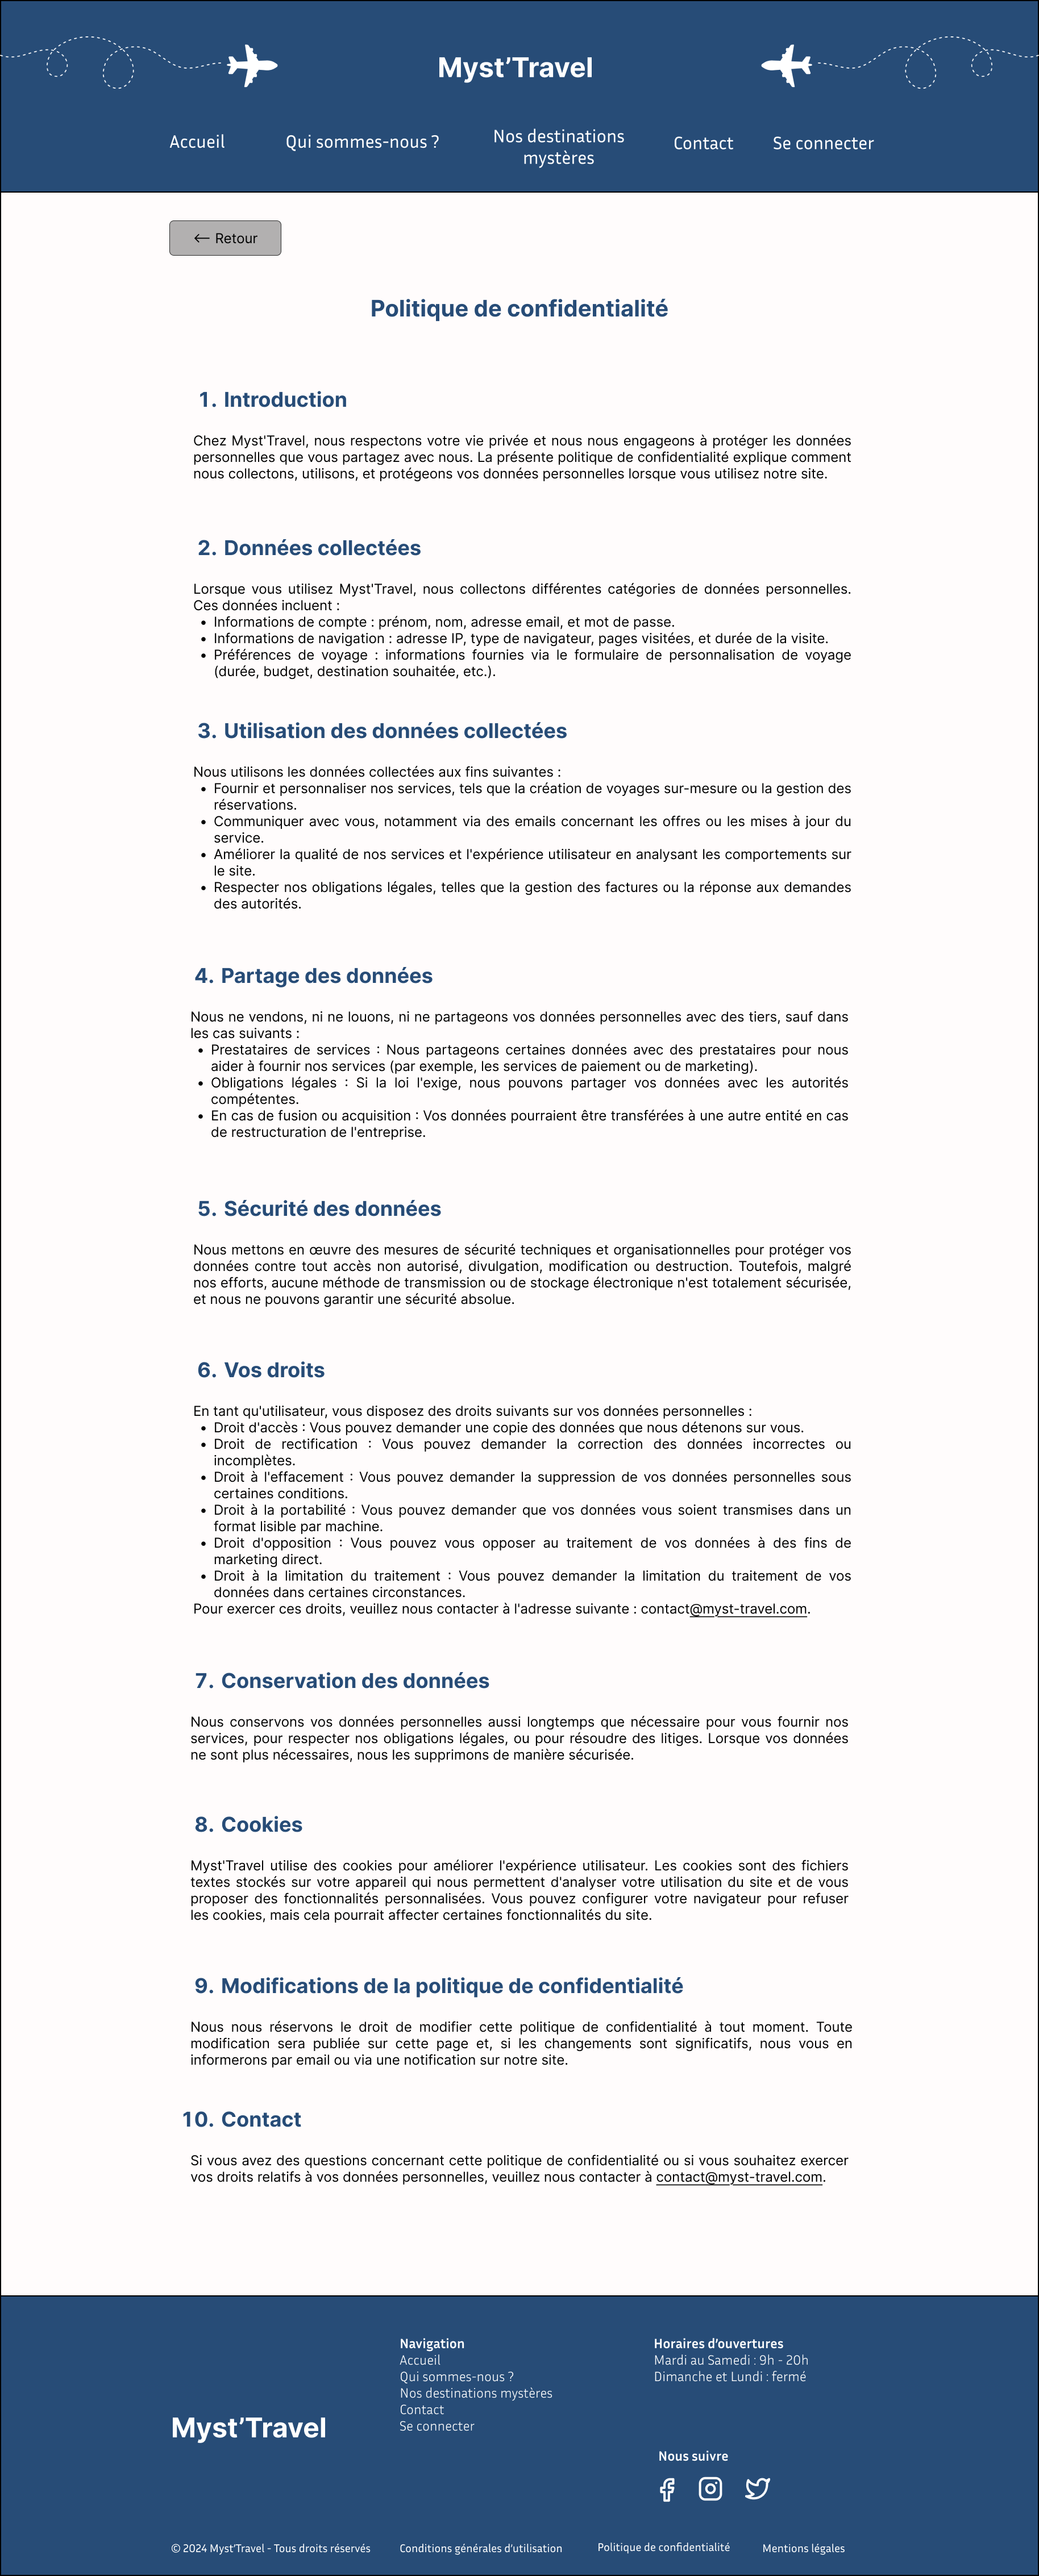 Myst’Travel
Accueil
Qui sommes-nous ?
Nos destinations
mystères
Contact
Se connecter
Retour
Politique de confidentialité
1. Introduction
Chez Myst'Travel, nous respectons votre vie privée et nous nous engageons à protéger les données
personnelles que vous partagez avec nous. La présente politique de confidentialité explique comment
nous collectons, utilisons, et protégeons vos données personnelles lorsque vous utilisez notre site.
2. Données collectées
Lorsque vous utilisez Myst'Travel, nous collectons différentes catégories de données personnelles.
Ces données incluent :
• Informations de compte : prénom, nom, adresse email, et mot de passe.
• Informations de navigation : adresse IP, type de navigateur, pages visitées, et durée de la visite.
• Préférences de voyage : informations fournies via le formulaire de personnalisation de voyage
(durée, budget, destination souhaitée, etc.).
3. Utilisation des données collectées
Nous utilisons les données collectées aux fins suivantes :
• Fournir et personnaliser nos services, tels que la création de voyages sur-mesure ou la gestion des
réservations.
• Communiquer avec vous, notamment via des emails concernant les offres ou les mises à jour du
service.
• Améliorer la qualité de nos services et l'expérience utilisateur en analysant les comportements sur
le site.
• Respecter nos obligations légales, telles que la gestion des factures ou la réponse aux demandes
des autorités.
4. Partage des données
Nous ne vendons, ni ne louons, ni ne partageons vos données personnelles avec des tiers, sauf dans
les cas suivants :
• Prestataires de services : Nous partageons certaines données avec des prestataires pour nous
aider à fournir nos services (par exemple, les services de paiement ou de marketing).
• Obligations légales : Si la loi l'exige, nous pouvons partager vos données avec les autorités
compétentes.
• En cas de fusion ou acquisition : Vos données pourraient être transférées à une autre entité en cas
de restructuration de l'entreprise.
5. Sécurité des données
Nous mettons en œuvre des mesures de sécurité techniques et organisationnelles pour protéger vos
données contre tout accès non autorisé, divulgation, modification ou destruction. Toutefois, malgré
nos efforts, aucune méthode de transmission ou de stockage électronique n'est totalement sécurisée,
et nous ne pouvons garantir une sécurité absolue.
6. Vos droits
En tant qu'utilisateur, vous disposez des droits suivants sur vos données personnelles :
• Droit d'accès : Vous pouvez demander une copie des données que nous détenons sur vous.
• Droit de rectification : Vous pouvez demander la correction des données incorrectes ou
incomplètes.
• Droit à l'effacement : Vous pouvez demander la suppression de vos données personnelles sous
certaines conditions.
• Droit à la portabilité : Vous pouvez demander que vos données vous soient transmises dans un
format lisible par machine.
• Droit d'opposition : Vous pouvez vous opposer au traitement de vos données à des fins de
marketing direct.
• Droit à la limitation du traitement : Vous pouvez demander la limitation du traitement de vos
données dans certaines circonstances.
Pour exercer ces droits, veuillez nous contacter à l'adresse suivante : contact@myst-travel.com.
7. Conservation des données
Nous conservons vos données personnelles aussi longtemps que nécessaire pour vous fournir nos
services, pour respecter nos obligations légales, ou pour résoudre des litiges. Lorsque vos données
ne sont plus nécessaires, nous les supprimons de manière sécurisée.
8. Cookies
Myst'Travel utilise des cookies pour améliorer l'expérience utilisateur. Les cookies sont des fichiers
textes stockés sur votre appareil qui nous permettent d'analyser votre utilisation du site et de vous
proposer des fonctionnalités personnalisées. Vous pouvez configurer votre navigateur pour refuser
les cookies, mais cela pourrait affecter certaines fonctionnalités du site.
9. Modifications de la politique de confidentialité
Nous nous réservons le droit de modifier cette politique de confidentialité à tout moment. Toute
modification sera publiée sur cette page et, si les changements sont significatifs, nous vous en
informerons par email ou via une notification sur notre site.
10. Contact
Si vous avez des questions concernant cette politique de confidentialité ou si vous souhaitez exercer
vos droits relatifs à vos données personnelles, veuillez nous contacter à contact@myst-travel.com.
Myst’Travel
Navigation
Accueil
Qui sommes-nous ?
Nos destinations mystères
Contact
Se connecter
Horaires d’ouvertures
Mardi au Samedi : 9h - 20h
Dimanche et Lundi : fermé
Nous suivre
© 2024 Myst’Travel - Tous droits réservés
Conditions générales d’utilisation
Politique de confidentialité
Mentions légales